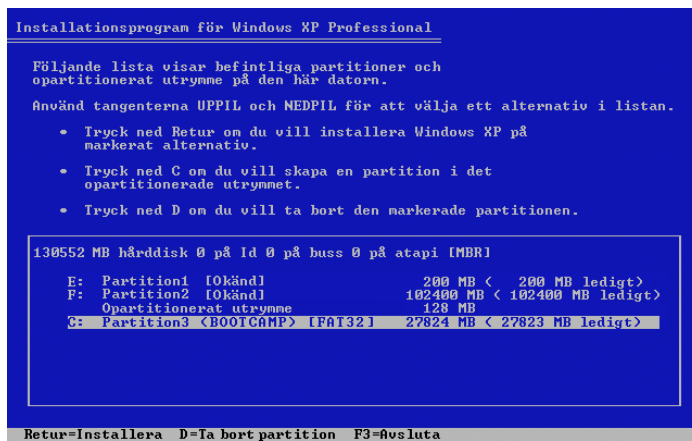 Installationsprogram för Windows XP Professional
Följande lista visar befintliga partitioner och
opartitionerat utrymme på den här datorn.
Använd tangenterna UPPIL och NEDPIL för att välja ett alternativ i listan.
• Tryck ned Retur om du vill installera Windows XP på
markerat alternativ.
• Tryck ned C om du vill skapa en partition i det
opartitionerade utrymmet.
• Tryck ned D om du vill ta bort den markerade partitionen.
130552 MB hårddisk 0 på Id 0 på buss 0 på atapi [MBR]
E: Partition1 [Okänd] 200 MB ( 200 MB ledigt)
F: Partition2 [Okänd] 102400 MB ( 102400 MB ledigt)
Opartitionerat utrymme 128 MB
C: Partition3 (BOOTCAMP) [FAT32] 27824 MB ( 27823 MB ledigt)
Retur=Installera D=Ta bort partition F3=Avsluta